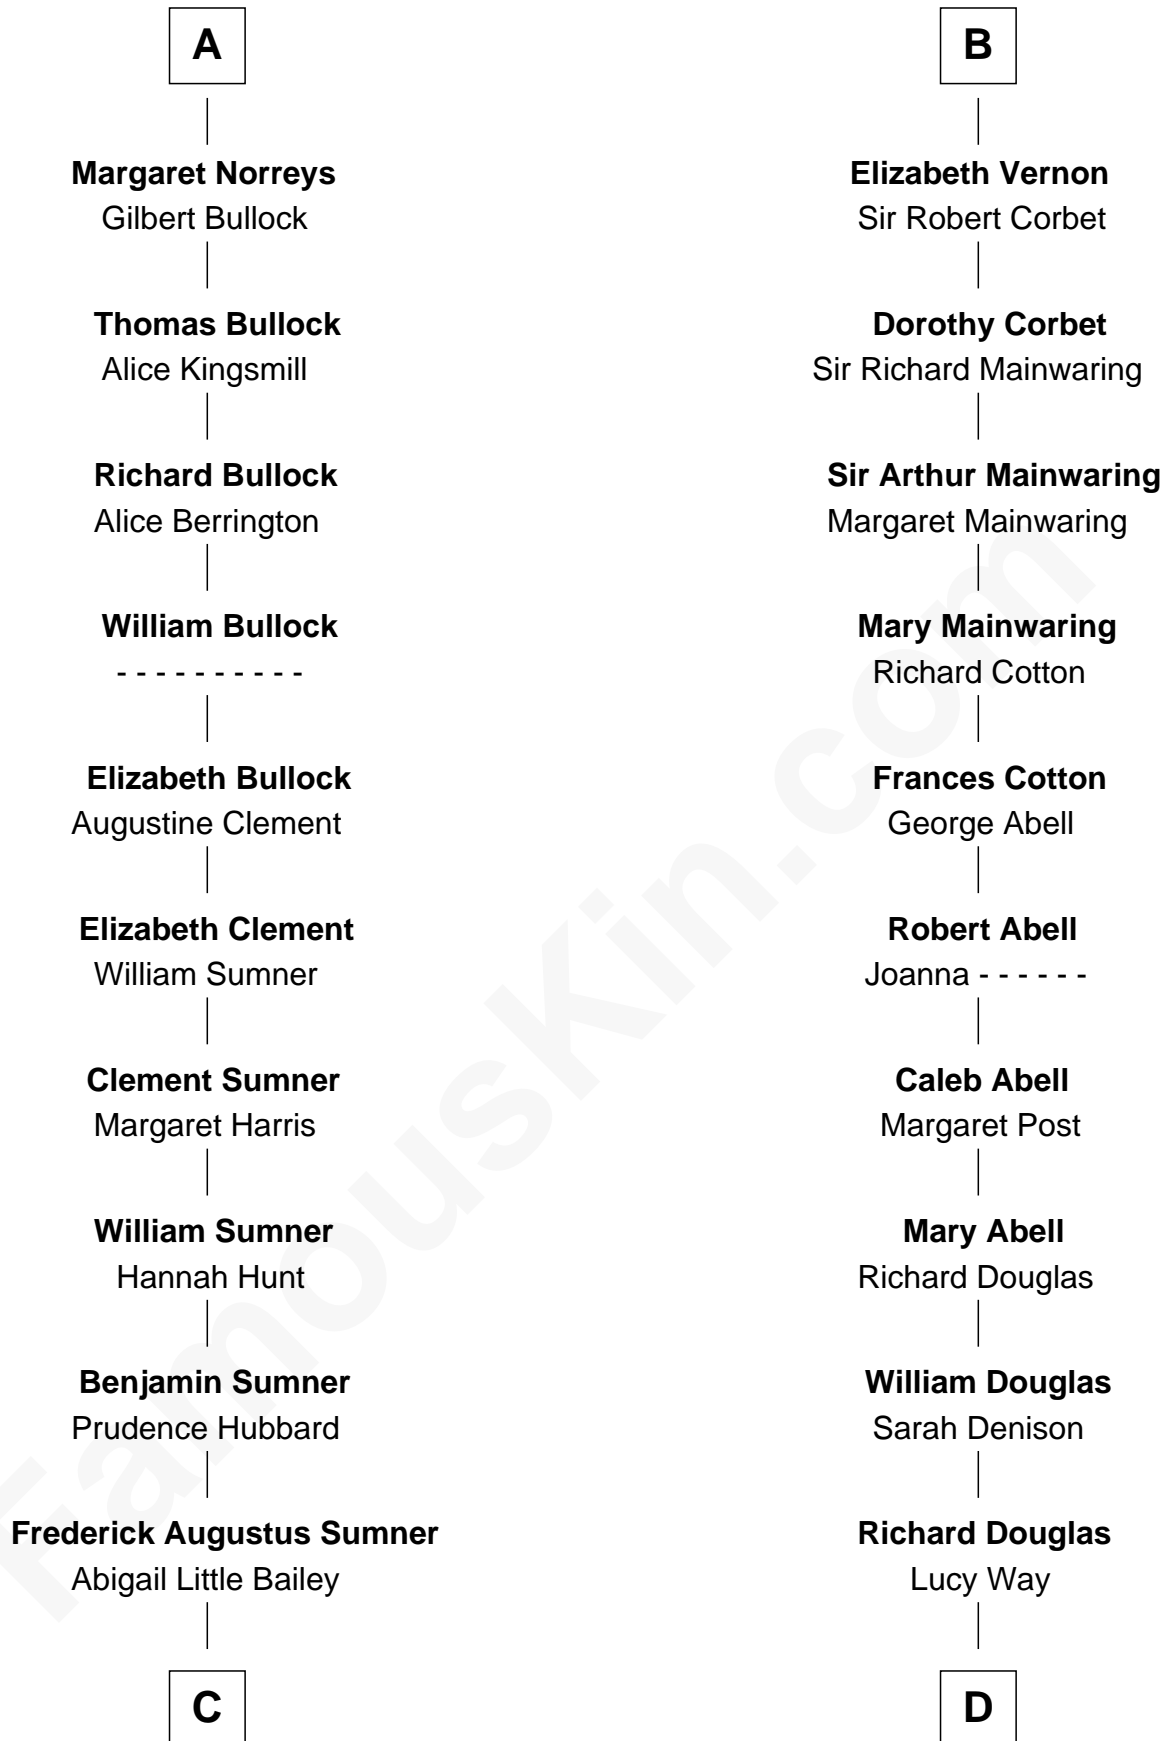 A
Margaret Norreys
Gilbert Bullock
Thomas Bullock
Alice Kingsmill
Richard Bullock
Alice Berrington
William Bullock
- - - - - - - - - -
Elizabeth Bullock
Augustine Clement
Elizabeth Clement
William Sumner
Clement Sumner
Margaret Harris
William Sumner
Hannah Hunt
Benjamin Sumner
Prudence Hubbard
Frederick Augustus Sumner
Abigail Little Bailey
C
B
Elizabeth Vernon
Sir Robert Corbet
Dorothy Corbet
Sir Richard Mainwaring
Sir Arthur Mainwaring
Margaret Mainwaring
Mary Mainwaring
Richard Cotton
Frances Cotton
George Abell
Robert Abell
Joanna - - - - - -
Caleb Abell
Margaret Post
Mary Abell
Richard Douglas
William Douglas
Sarah Denison
Richard Douglas
Lucy Way
D
FamousKin.com